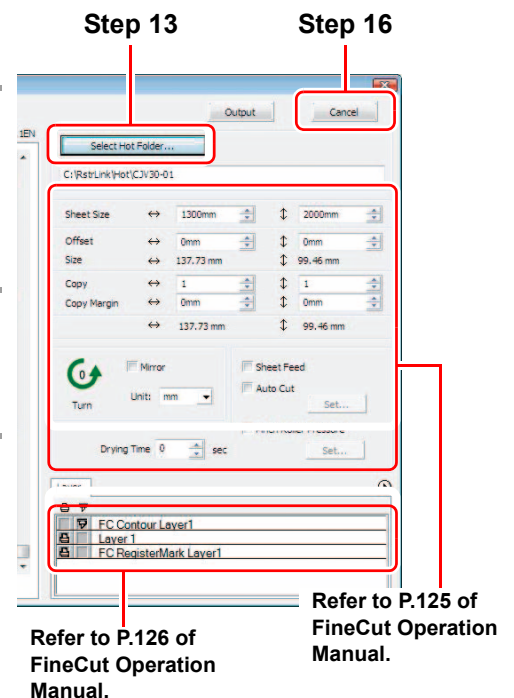 Step 13
Step 16
Output
Cancel
1EN
Select Hot Folder...
C:\RstrLink\Hot\CJV30-01
Sheet Size ↔ 1300mm ↕ 2000mm
Offset ↔ 0mm ↕ 0mm
Size ↔ 137.73 mm ↕ 99.46 mm
Copy ↔ 1 ↕ 1
Copy Margin ↔ 0mm ↕ 0mm
↔ 137.73 mm ↕ 99.46 mm
0
Turn
Mirror
Unit: mm
Sheet Feed
Auto Cut
Set...
Drying Time 0 sec
Set...
FC Contour Layer1
Layer 1
FC RegisterMark Layer1
Refer to P.126 of
FineCut Operation
Manual.
Refer to P.125 of
FineCut Operation
Manual.